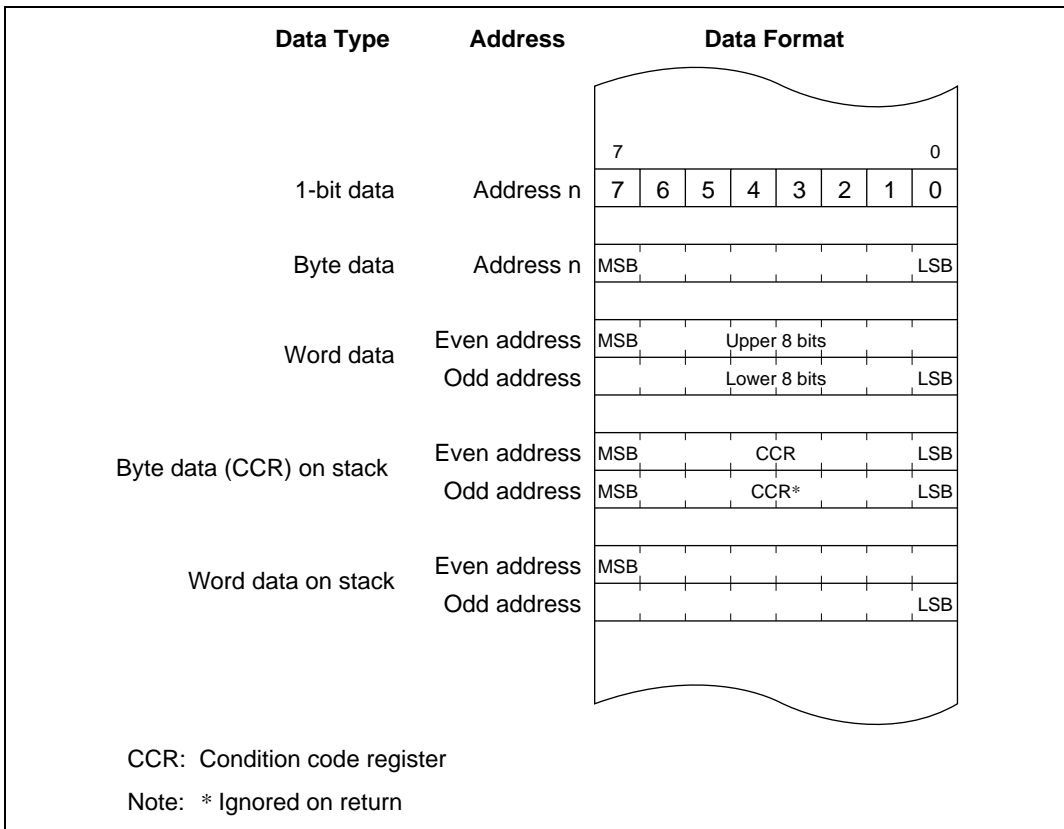 Data Type Address Data Format
7 0
1-bit data Address n 7 6 5 4 3 2 1 0
Byte data Address n MSB LSB
Word data
Even address MSB Upper 8 bits
Odd address Lower 8 bits LSB
Byte data (CCR) on stack
Even address MSB CCR LSB
Odd address MSB CCR* LSB
Word data on stack
Even address MSB
Odd address LSB
CCR: Condition code register
Note: * Ignored on return